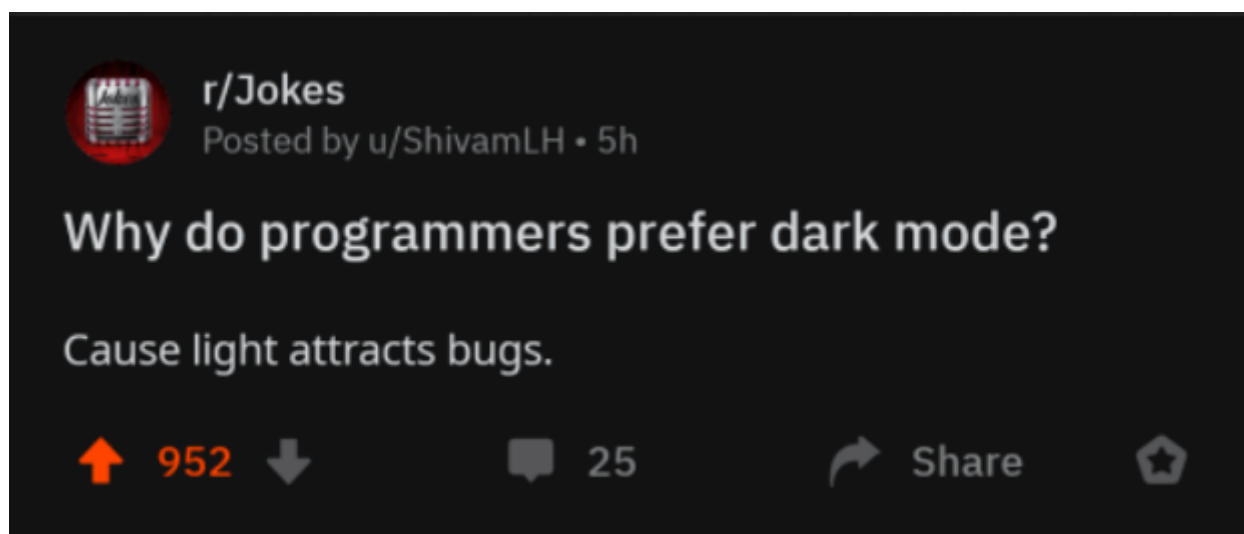 r/Jokes
Posted by u/ShivamLH • 5h
Why do programmers prefer dark mode?
Cause light attracts bugs.
952 25 Share